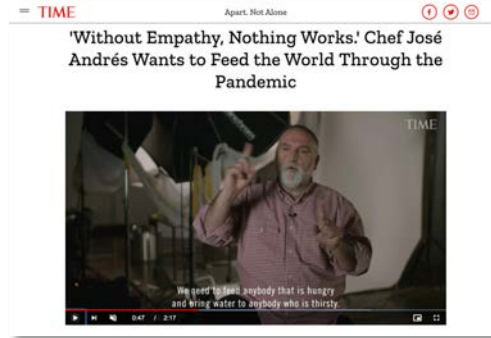 TIME
Apart. Not Alone
'Without Empathy, Nothing Works.' Chef José
Andrés Wants to Feed the World Through the
Pandemic
TIME
We need to feed anybody that is hungry
and bring water to anybody who is thirsty.
0:47 / 2:17